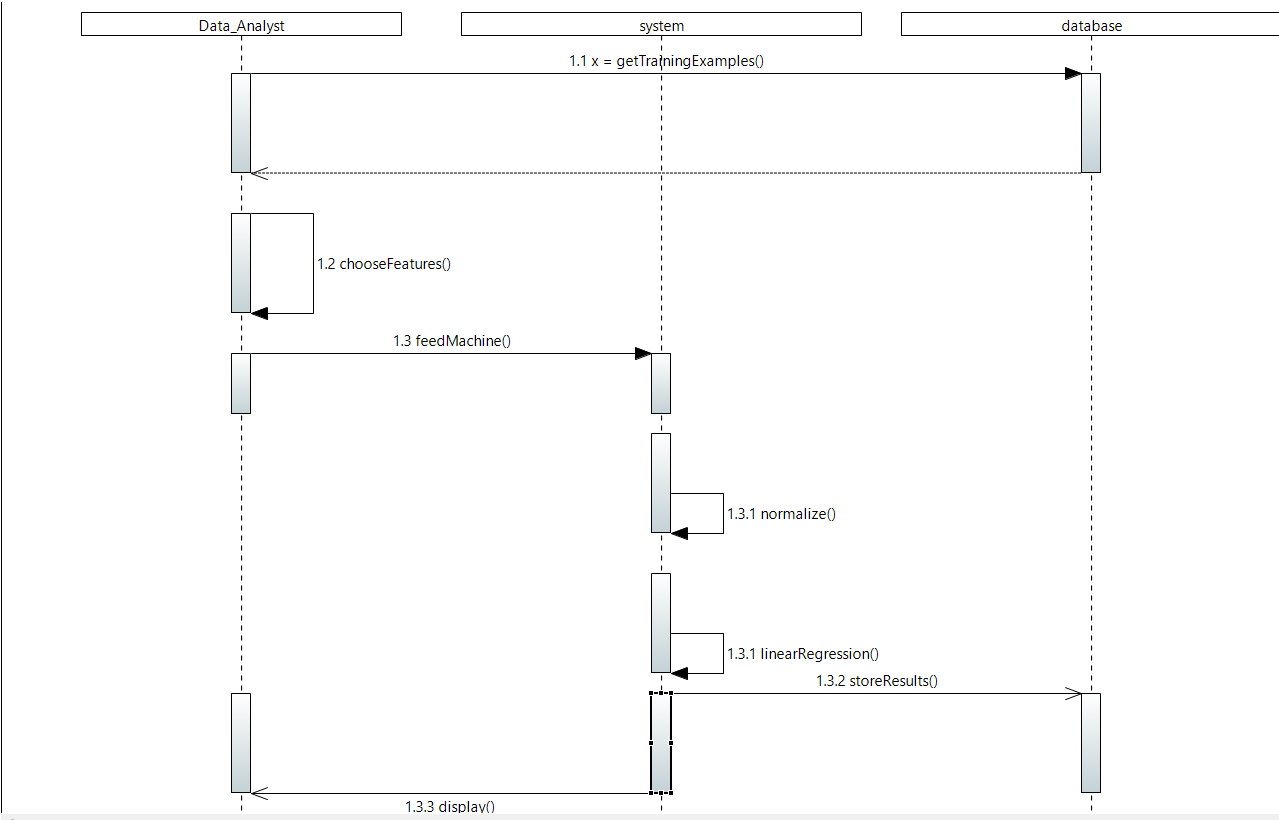 Data_Analyst
system
database
1.1 x = getTrainingExamples()
1.2 chooseFeatures()
1.3 feedMachine()
1.3.1 normalize()
1.3.1 linearRegression()
1.3.2 storeResults()
1.3.3 display()